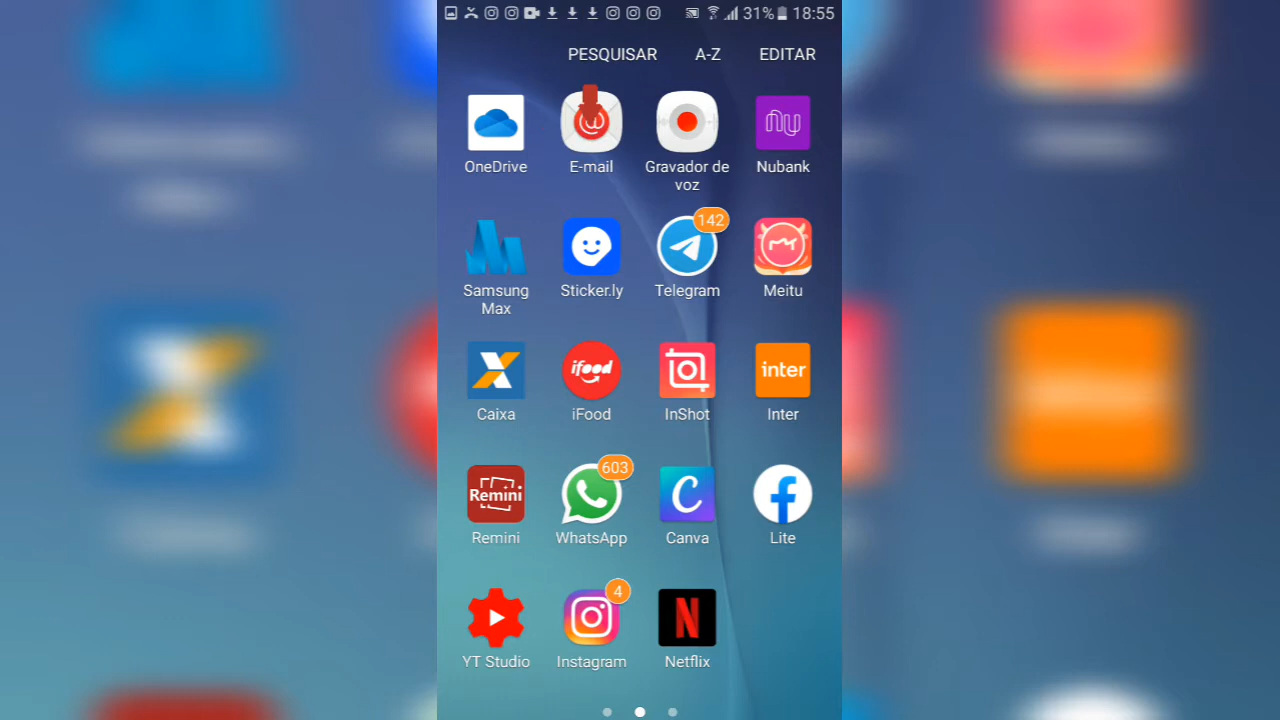 31% 18:55
PESQUISAR A-Z EDITAR
OneDrive E-mail Gravador de voz Nubank
nu
142
Samsung Max Sticker.ly Telegram Meitu
ifood inter
Caixa iFood InShot Inter
603
Remini
Remini WhatsApp Canva Lite
4
YT Studio Instagram Netflix